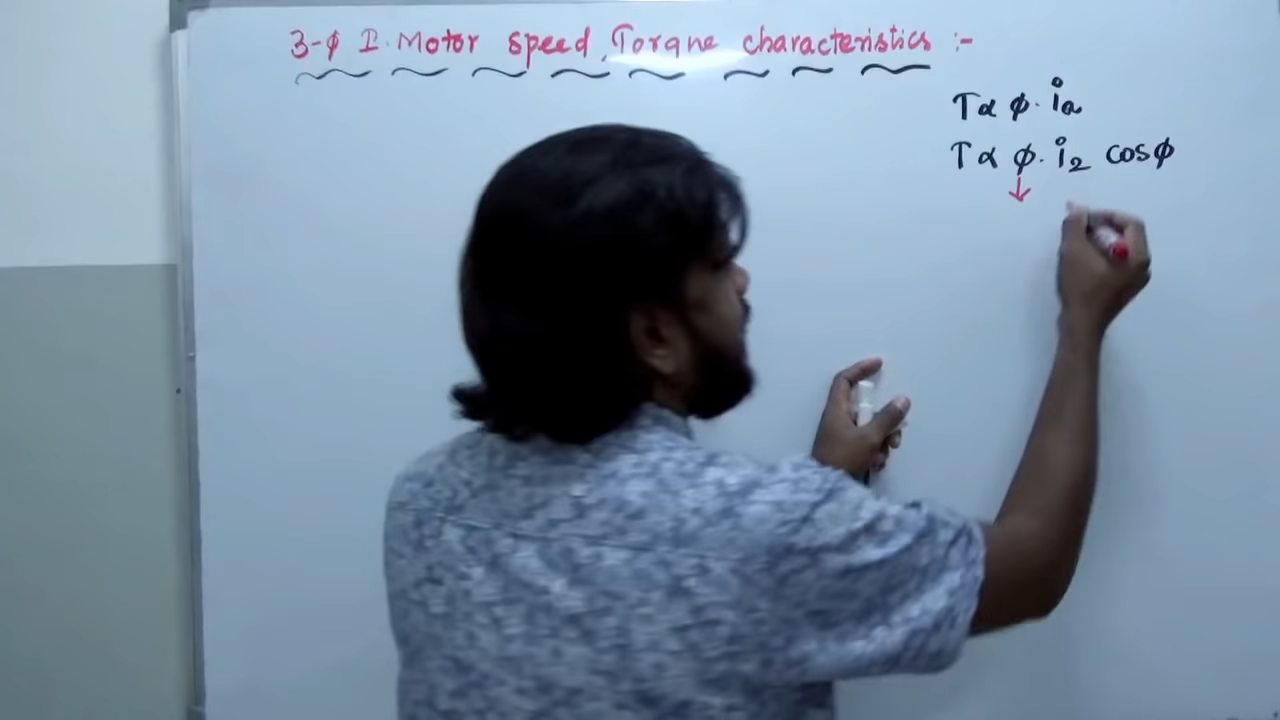 3-ϕ I. Motor speed, Torque characteristics :-
T α ϕ. ia
T α ϕ. i2 cosϕ